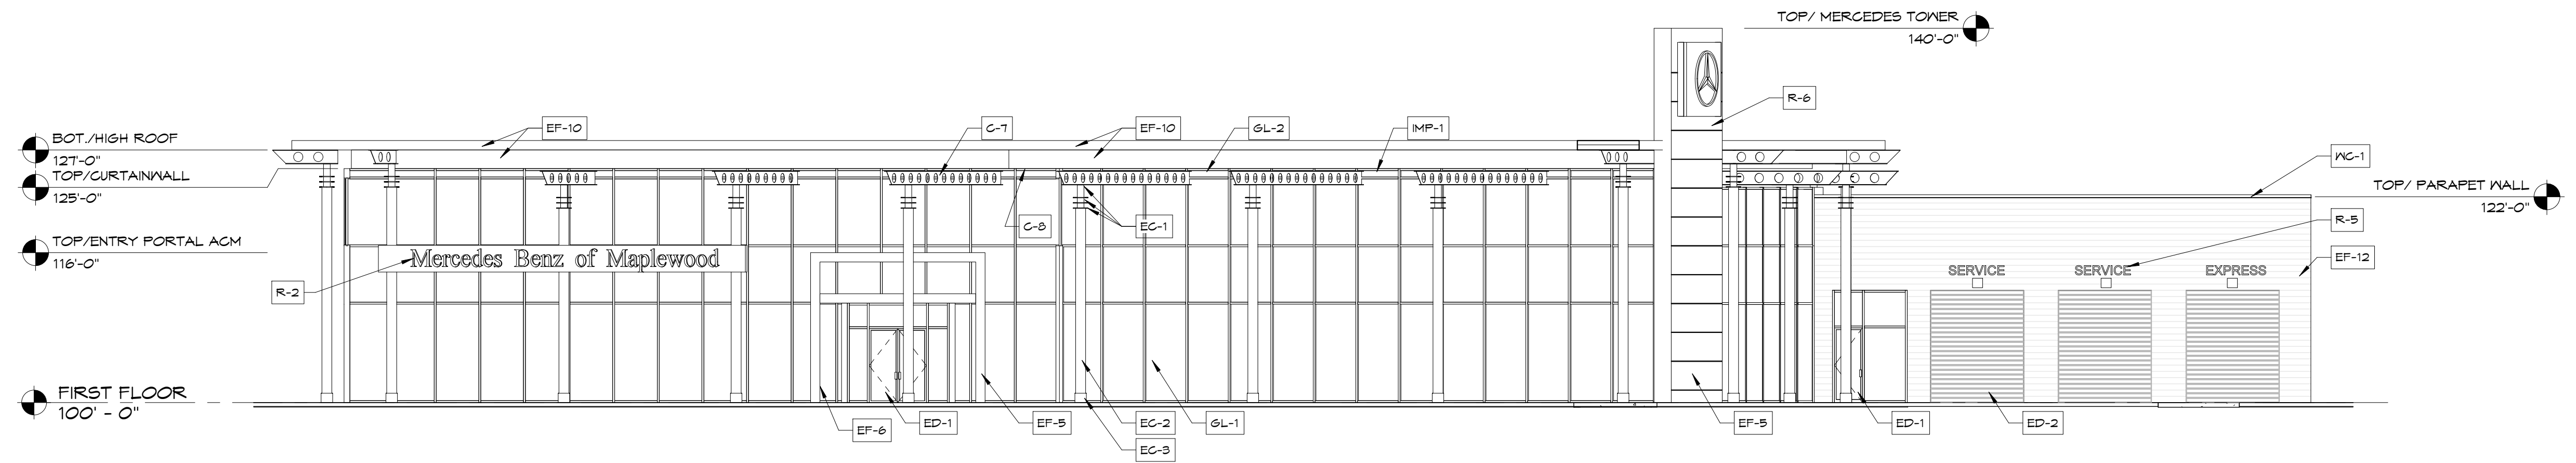 TOP/ MERCEDES TOWER
140'-0"
R-6
BOT./HIGH ROOF
127'-0"
EF-10
C-7
EF-10
GL-2
IMP-1
WC-1
TOP/CURTAINWALL
125'-0"
TOP/ PARAPET WALL
122'-0"
C-8
EC-1
R-5
TOP/ENTRY PORTAL ACM
116'-0"
Mercedes Benz of Maplewood
EF-12
SERVICE
SERVICE
EXPRESS
R-2
FIRST FLOOR
100' - 0"
EF-6
ED-1
EF-5
EC-2
GL-1
EF-5
ED-1
ED-2
EC-3